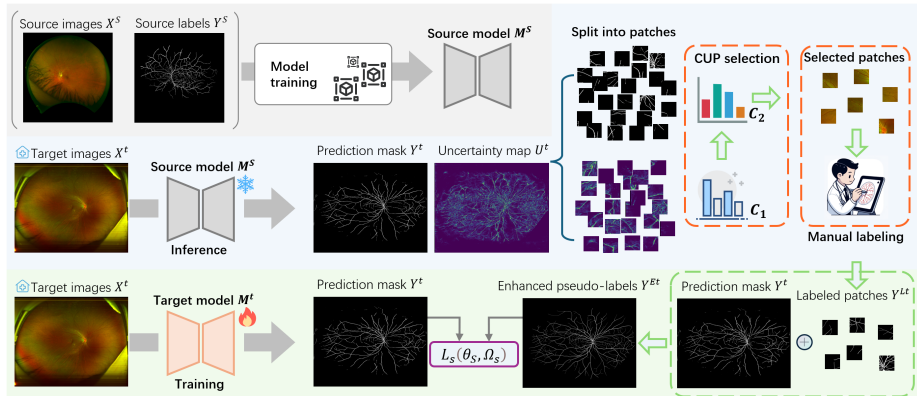 Source images X^S
Source labels Y^S
Model training
Source model M^S
Split into patches
CUP selection
C_2
C_1
Selected patches
Manual labeling
Target images X^t
Source model M^S
Inference
Prediction mask Y^t
Uncertainty map U^t
Target images X^t
Target model M^t
Training
Prediction mask Y^t
L_s(θ_S, Ω_s)
Enhanced pseudo-labels Y^{Et}
Prediction mask Y^t
Labeled patches Y^{Lt}